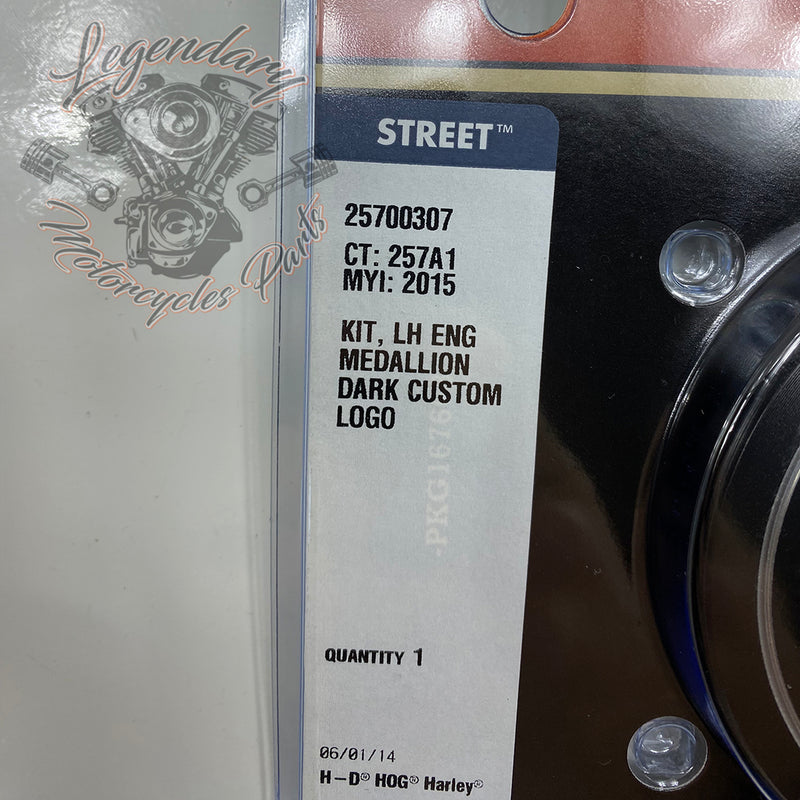 Legendary
Motorcycles Parts
STREET™
25700307
CT: 257A1
MYI: 2015
KIT, LH ENG
MEDALLION
DARK CUSTOM
LOGO
-PKG1676
QUANTITY 1
06/01/14
H-D® HOG® Harley®